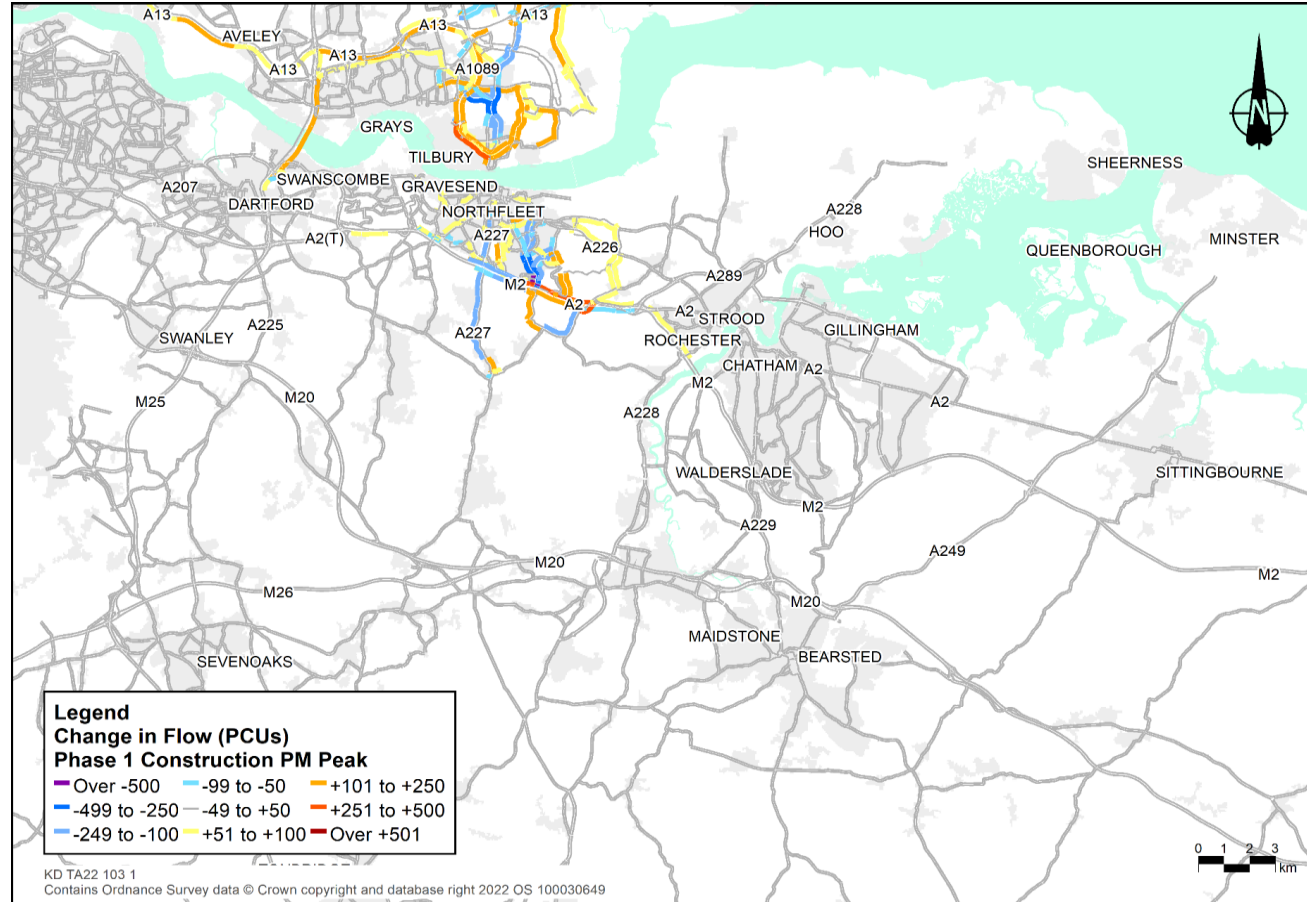 A13 A13
AVELEY A13
A13
A13
A1089
GRAYS
TILBURY
SHEERNESS
A207 SWANSCOMBE GRAVESEND
DARTFORD NORTHFLEET
A228
HOO
A2(T) A227 A226
QUEENBOROUGH MINSTER
A289
M2
A2 A2
STROOD
SWANLEY A225 A227 ROCHESTER GILLINGHAM
CHATHAM A2
M2
M25 M20 A228 A2
WALDERSLADE SITTINGBOURNE
M2
A229
A249
M20 M2
M26 M20
MAIDSTONE
SEVENOAKS BEARSTED
Legend
Change in Flow (PCUs)
Phase 1 Construction PM Peak
Over -500 -99 to -50 +101 to +250
-499 to -250 -49 to +50 +251 to +500
-249 to -100 +51 to +100 Over +501
N
0 1 2 3
km
KD TA22 103 1
Contains Ordnance Survey data © Crown copyright and database right 2022 OS 100030649